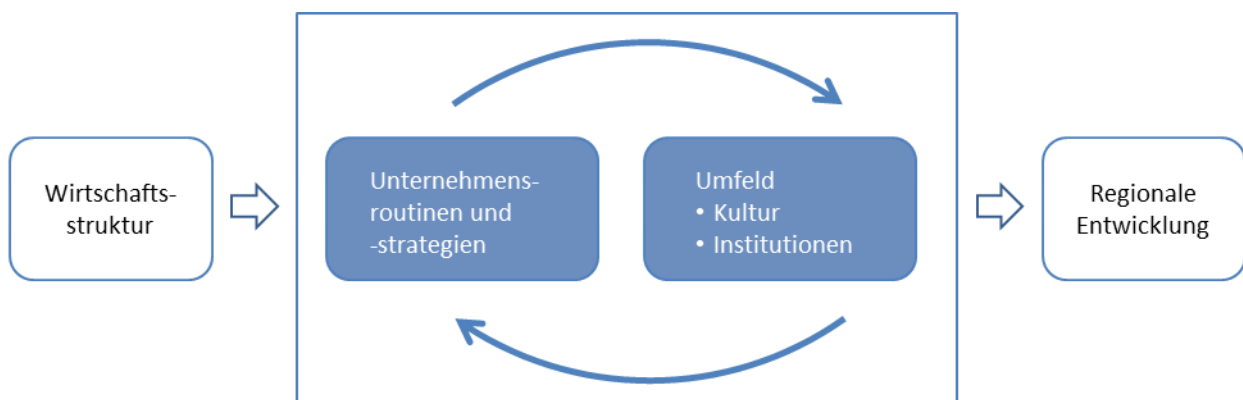 Wirtschafts-
struktur
Unternehmens-
routinen und
-strategien
Umfeld
• Kultur
• Institutionen
Regionale
Entwicklung